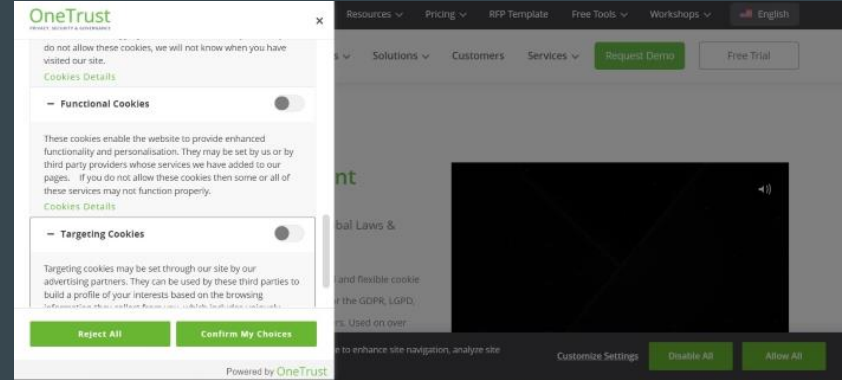 OneTrust
PRIVACY, SECURITY & GOVERNANCE
×
do not allow these cookies, we will not know when you have
visited our site.
Cookies Details
– Functional Cookies
These cookies enable the website to provide enhanced
functionality and personalisation. They may be set by us or by
third party providers whose services we have added to our
pages. If you do not allow these cookies then some or all of
these services may not function properly.
Cookies Details
– Targeting Cookies
Targeting cookies may be set through our site by our
advertising partners. They can be used by these third parties to
build a profile of your interests based on the browsing
Reject All
Confirm My Choices
Powered by OneTrust
Resources
Pricing
RFP Template
Free Tools
Workshops
English
Solutions
Customers
Services
Request Demo
Free Trial
nt
bal Laws &
and flexible cookie
r the GDPR, LGPD,
rs. Used on over
e to enhance site navigation, analyze site
Customize Settings
Disable All
Allow All